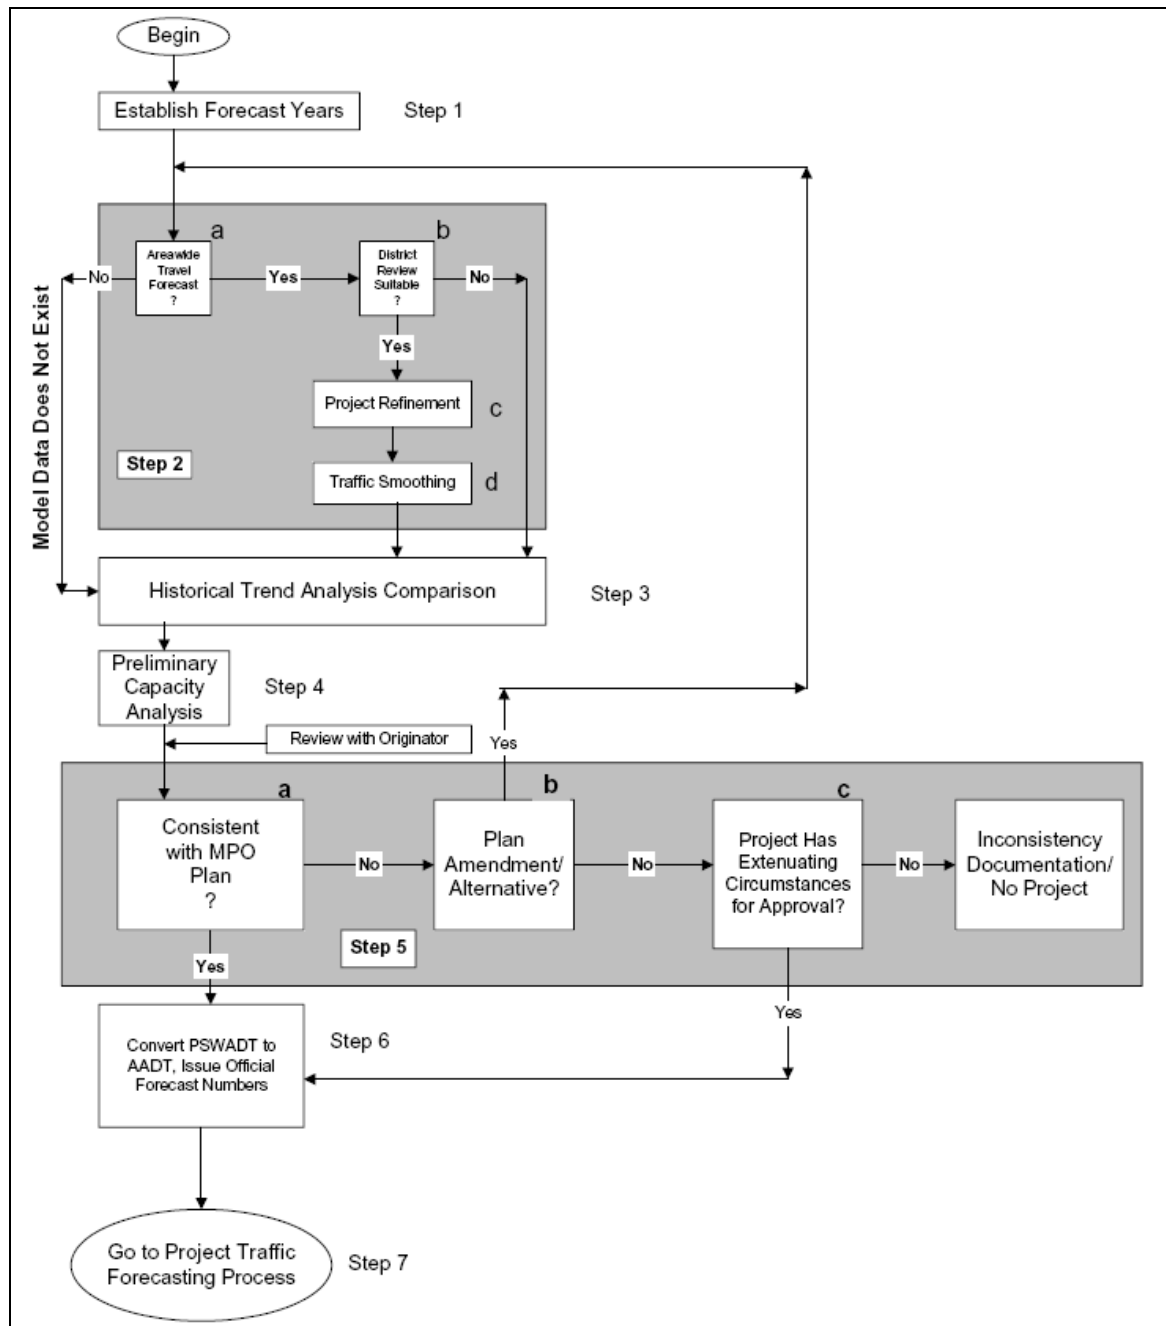 Begin
Establish Forecast Years
Step 1
a
b
Areawide
Travel
Forecast
?
District
Review
Suitable
?
No
Yes
No
Model Data Does Not Exist
Yes
Project Refinement
c
Step 2
Traffic Smoothing
d
Historical Trend Analysis Comparison
Step 3
Preliminary
Capacity
Analysis
Step 4
Review with Originator
Yes
a
b
c
Consistent
with MPO
Plan
?
No
Plan
Amendment/
Alternative?
No
Project Has
Extenuating
Circumstances
for Approval?
No
Inconsistency
Documentation/
No Project
Step 5
Yes
Yes
Convert PSWADT to
AADT, Issue Official
Forecast Numbers
Step 6
Go to Project Traffic
Forecasting Process
Step 7